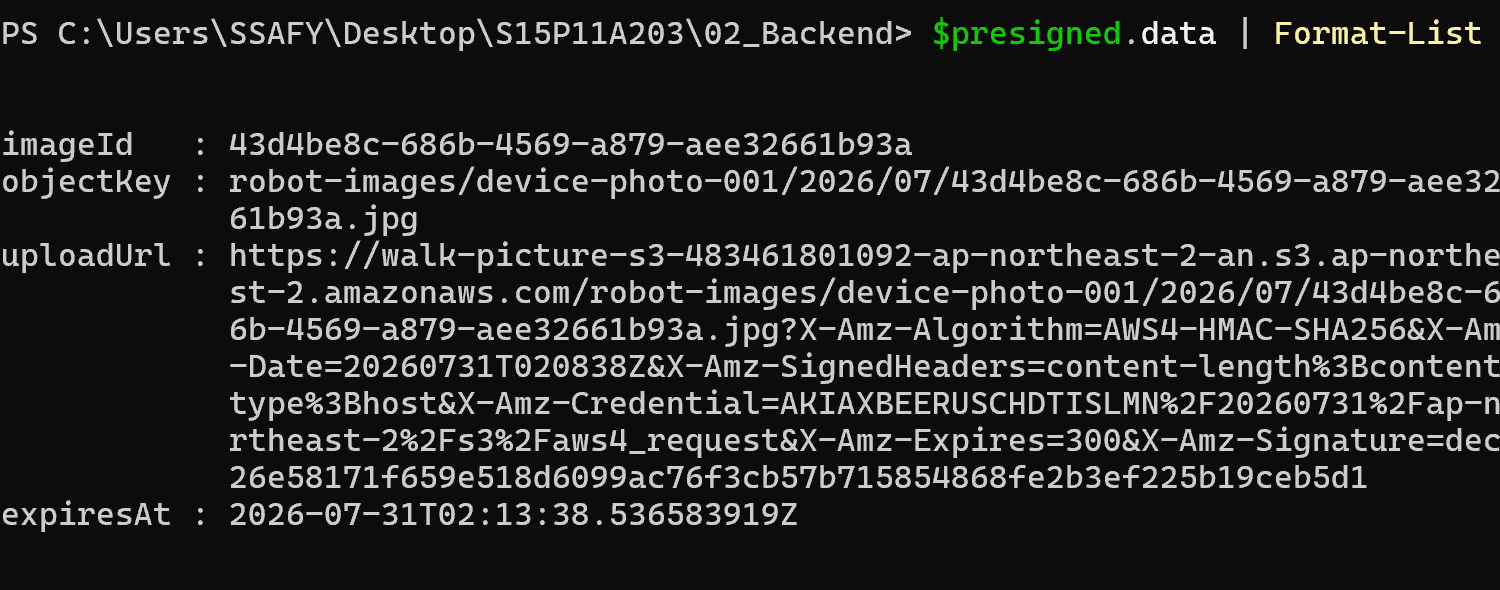 PS C:\Users\SSAFY\Desktop\S15P11A203\02_Backend> $presigned.data | Format-List
imageId   : 43d4be8c-686b-4569-a879-aee32661b93a
objectKey : robot-images/device-photo-001/2026/07/43d4be8c-686b-4569-a879-aee32
61b93a.jpg
uploadUrl : https://walk-picture-s3-483461801092-ap-northeast-2-an.s3.ap-northe
st-2.amazonaws.com/robot-images/device-photo-001/2026/07/43d4be8c-6
6b-4569-a879-aee32661b93a.jpg?X-Amz-Algorithm=AWS4-HMAC-SHA256&X-Am
-Date=20260731T020838Z&X-Amz-SignedHeaders=content-length%3Bcontent
type%3Bhost&X-Amz-Credential=AKIAXBEERUSCHDTISLMN%2F20260731%2Fap-n
rtheast-2%2Fs3%2Faws4_request&X-Amz-Expires=300&X-Amz-Signature=dec
26e58171f659e518d6099ac76f3cb57b715854868fe2b3ef225b19ceb5d1
expiresAt : 2026-07-31T02:13:38.536583919Z